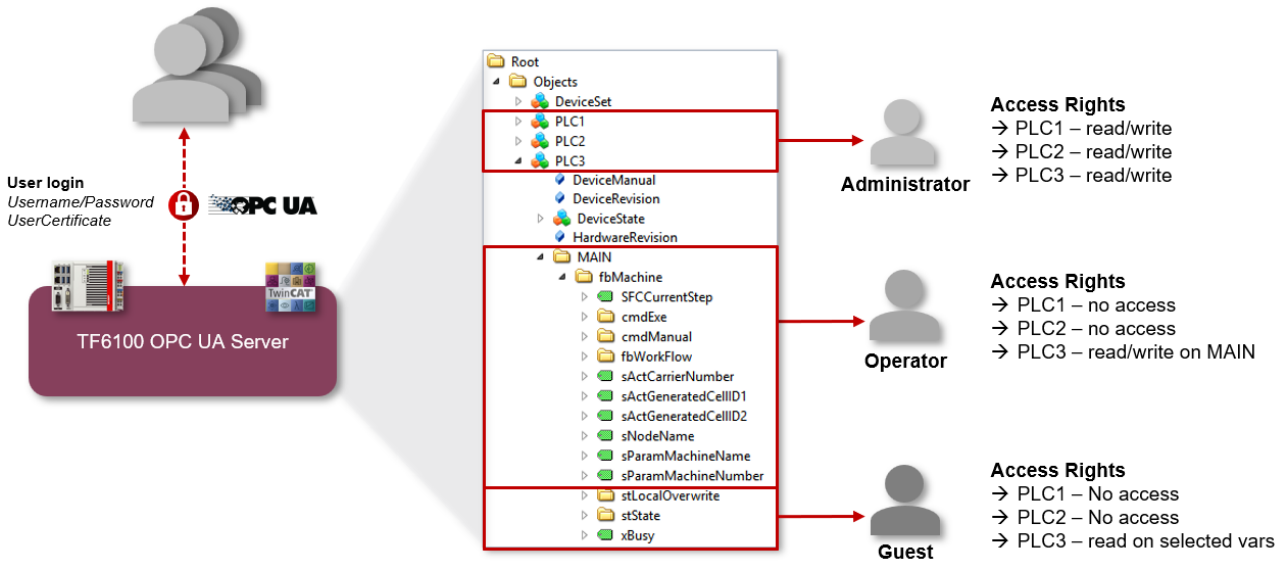 User login
Username/Password
UserCertificate
OPC UA
TwinCAT
TF6100 OPC UA Server
Root
Objects
DeviceSet
PLC1
PLC2
PLC3
DeviceManual
DeviceRevision
DeviceState
HardwareRevision
MAIN
fbMachine
SFCCurrentStep
cmdExe
cmdManual
fbWorkFlow
sActCarrierNumber
sActGeneratedCellID1
sActGeneratedCellID2
sNodeName
sParamMachineName
sParamMachineNumber
stLocalOverwrite
stState
xBusy
Administrator
Access Rights
→ PLC1 – read/write
→ PLC2 – read/write
→ PLC3 – read/write
Operator
Access Rights
→ PLC1 – no access
→ PLC2 – no access
→ PLC3 – read/write on MAIN
Guest
Access Rights
→ PLC1 – No access
→ PLC2 – No access
→ PLC3 – read on selected vars